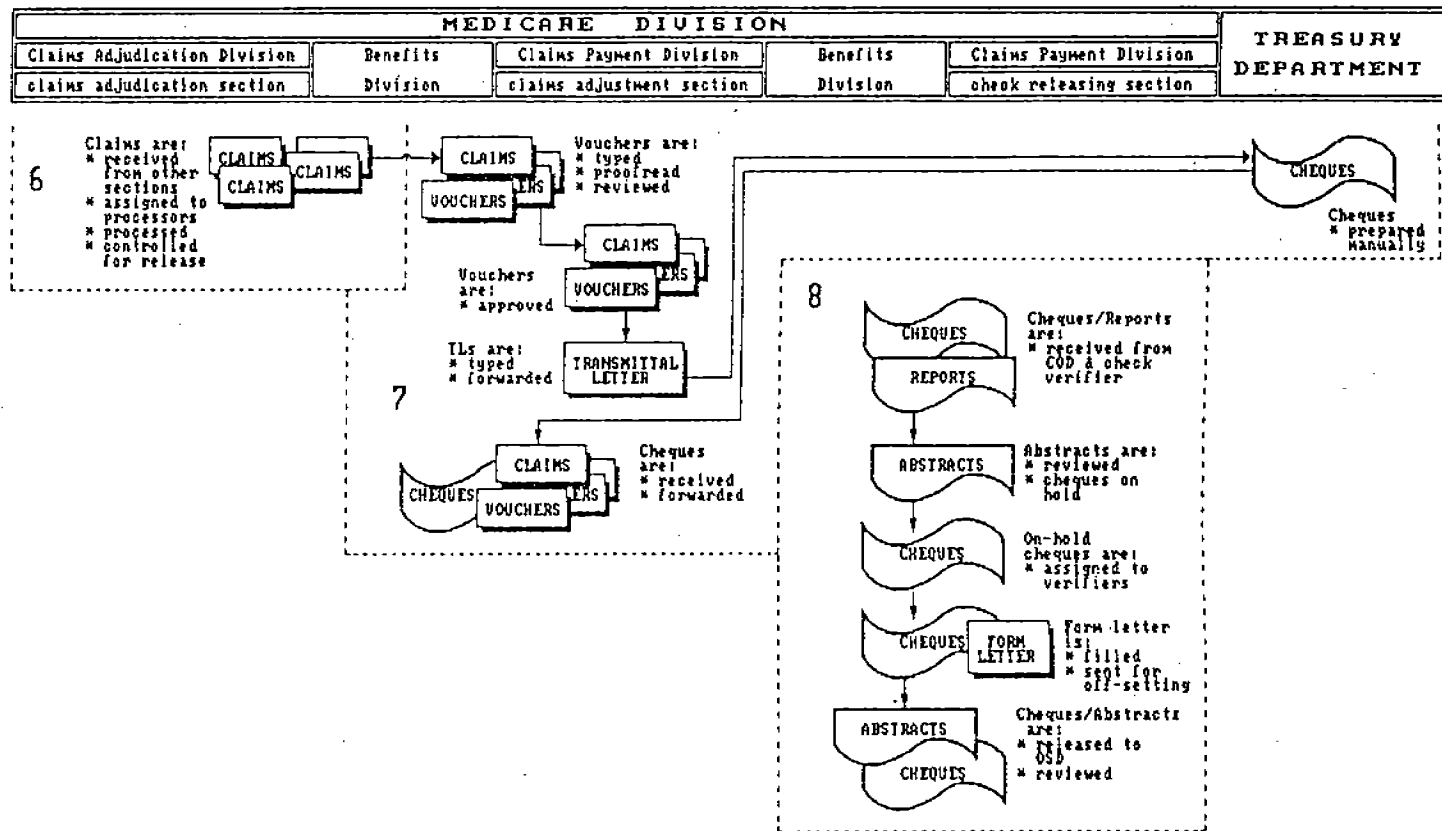 MEDICARE DIVISION
TREASURY
DEPARTMENT
Claims Adjudication Division
Benefits
Claims Payment Division
Benefits
Claims Payment Division
claims adjudication section
Division
claims adjustment section
Division
check releasing section
6
Claims are:
* received
from other
sections
* assigned to
processors
* processed
* controlled
for release
CLAIMS
CLAIMS
CLAIMS
CLAIMS
ERS
VOUCHERS
Vouchers are:
* typed
* proofread
* reviewed
CHEQUES
Cheques
* prepared
manually
CLAIMS
ERS
VOUCHERS
Vouchers
are:
* approved
TLs are:
* typed
* forwarded
TRANSMITTAL
LETTER
7
CLAIMS
CHEQUES
ERS
VOUCHERS
Cheques
are:
* received
* forwarded
8
CHEQUES
REPORTS
Cheques/Reports
are:
* received from
COD & check
verifier
ABSTRACTS
Abstracts are:
* reviewed
* cheques on
hold
CHEQUES
On-hold
cheques are:
* assigned to
verifiers
CHEQUES
FORM
LETTER
Form letter
is:
* filled
* sent for
off-setting
ABSTRACTS
CHEQUES
Cheques/Abstracts
are:
* released to
OSD
* reviewed